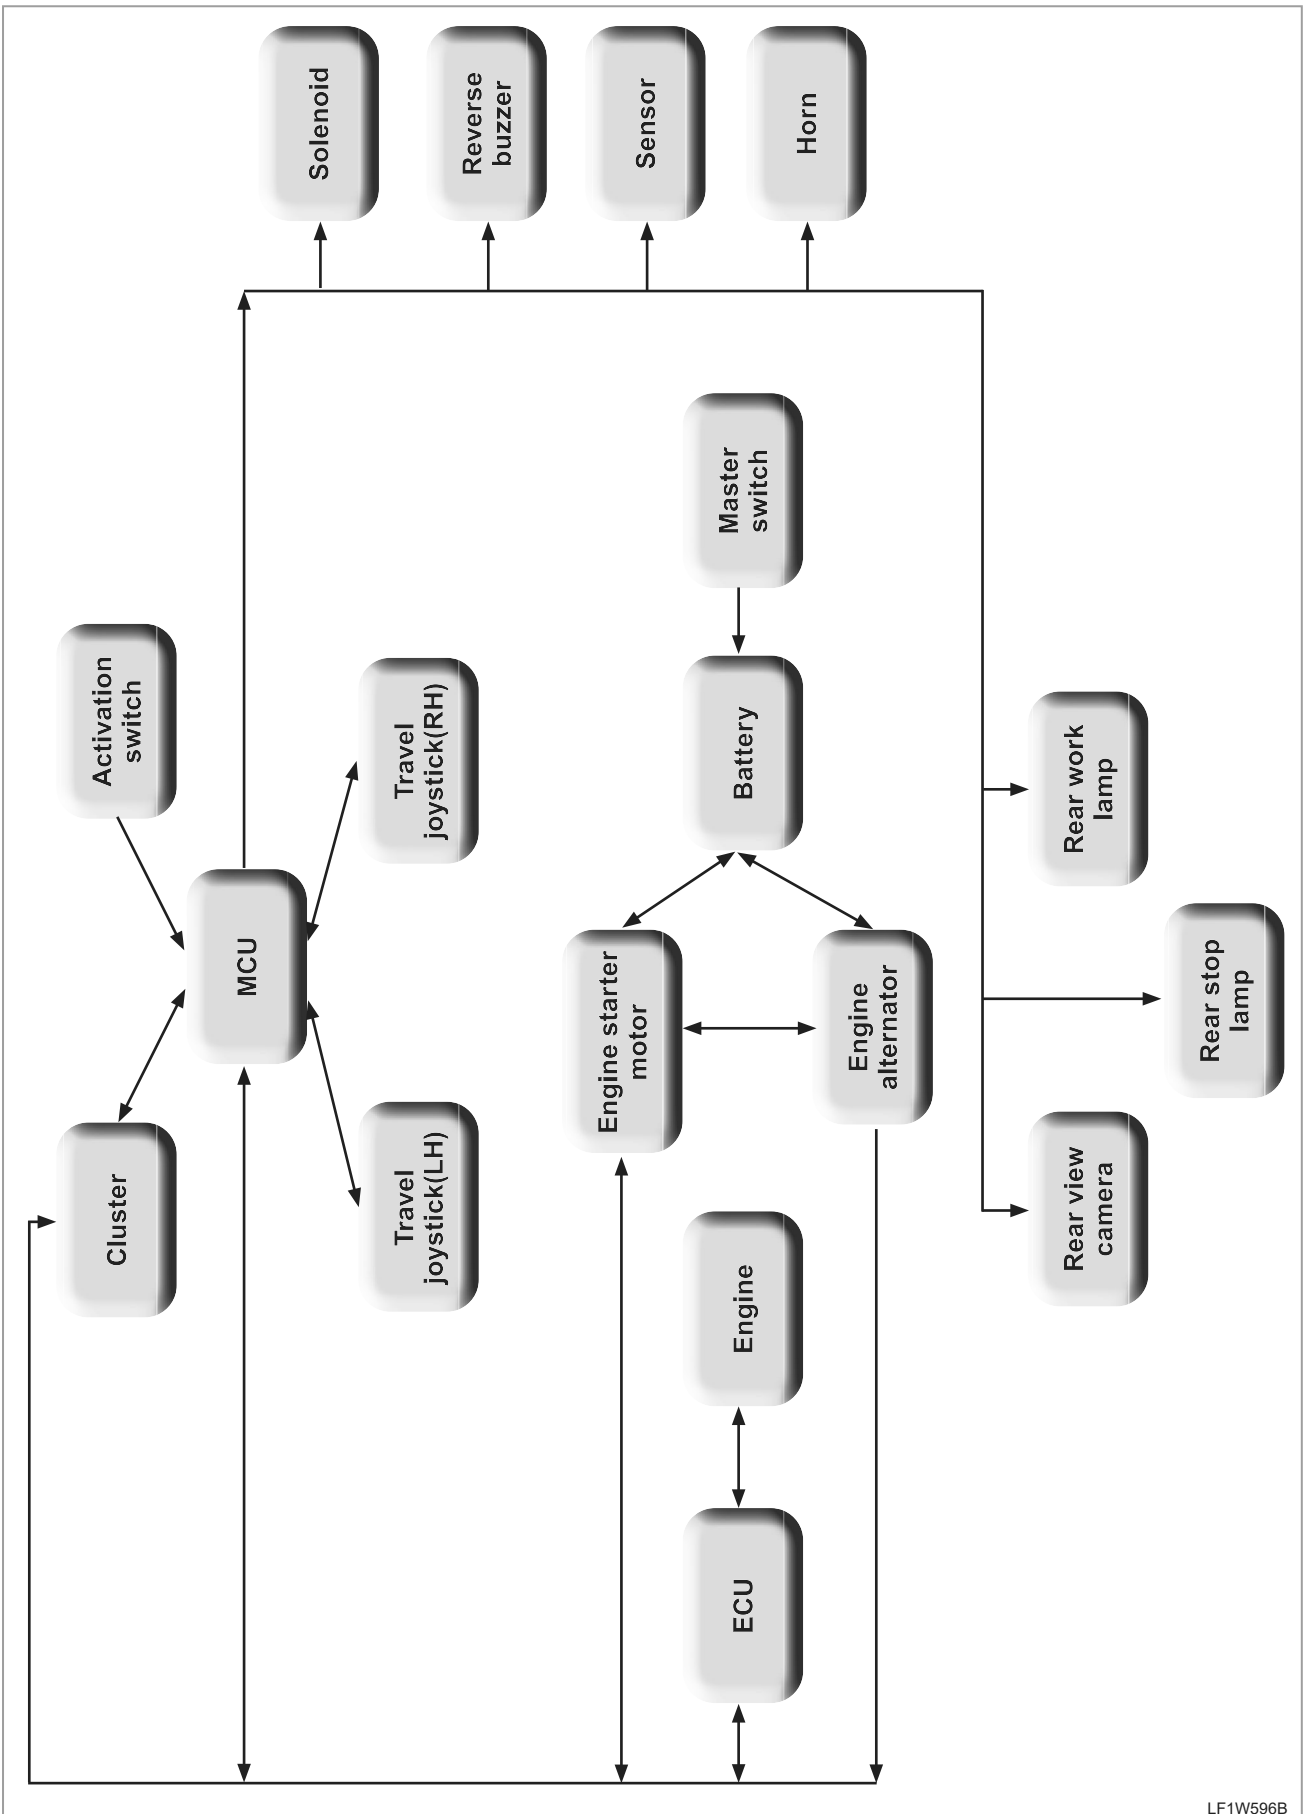 Solenoid
Reverse
buzzer
Sensor
Horn
Master
switch
Activation
switch
Travel
joystick(RH)
Battery
Rear work
lamp
MCU
Engine starter
motor
Engine
alternator
Rear stop
lamp
Cluster
Travel
joystick(LH)
Engine
Rear view
camera
ECU
LF1W596B